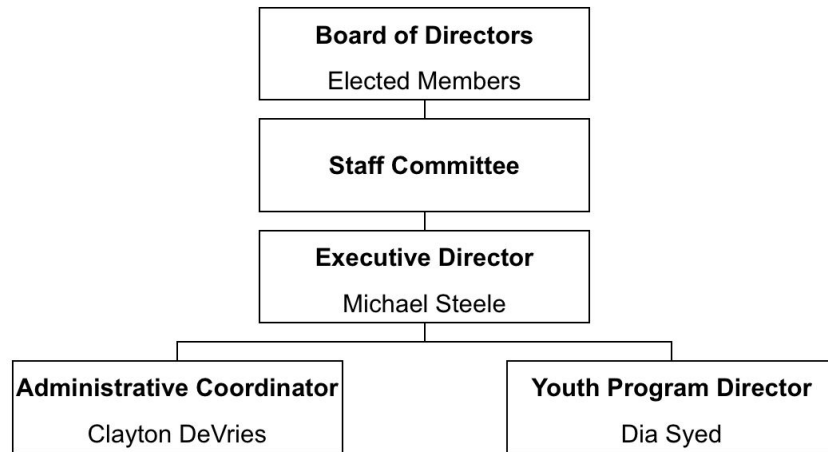 Board of Directors
Elected Members
Staff Committee
Executive Director
Michael Steele
Administrative Coordinator
Clayton DeVries
Youth Program Director
Dia Syed